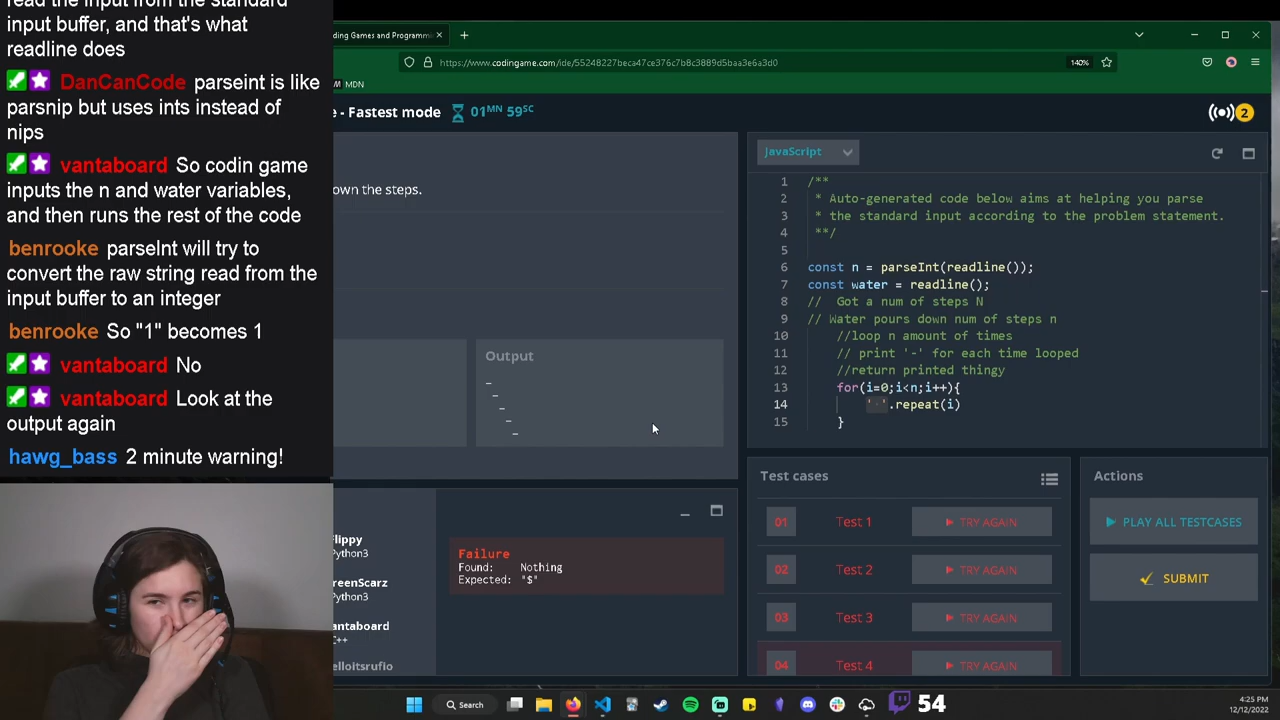 read the input from the standard
input buffer, and that's what
readline does
DanCanCode parseint is like
parsnip but uses ints instead of
nips
vantaboard So codin game
inputs the n and water variables,
and then runs the rest of the code
benrooke parseInt will try to
convert the raw string read from the
input buffer to an integer
benrooke So "1" becomes 1
vantaboard No
vantaboard Look at the
output again
hawg_bass 2 minute warning!
ding Games and Programmi
https://www.codingame.com/ide/55248227beca47ce376c7b8c3889d5baa3e6a3d0
140%
MDN
- Fastest mode
01 MN 59 SC
2
own the steps.
Output
_
_
_
_
_
JavaScript
1 /**
2 * Auto-generated code below aims at helping you parse
3 * the standard input according to the problem statement.
4 **/
5
6 const n = parseInt(readline());
7 const water = readline();
8 // Got a num of steps N
9 // Water pours down num of steps n
10 //loop n amount of times
11 // print '-' for each time looped
12 //return printed thingy
13 for(i=0;i<n;i++){
14 ' '.repeat(i)
15 }
lippy
Python3
reenScarz
Python3
antaboard
C++
elloitsrufio
Failure
Found: Nothing
Expected: "$"
Test cases
01 Test 1 TRY AGAIN
02 Test 2 TRY AGAIN
03 Test 3 TRY AGAIN
04 Test 4 TRY AGAIN
Actions
PLAY ALL TESTCASES
SUBMIT
Search
54
4:25 PM
12/12/2022